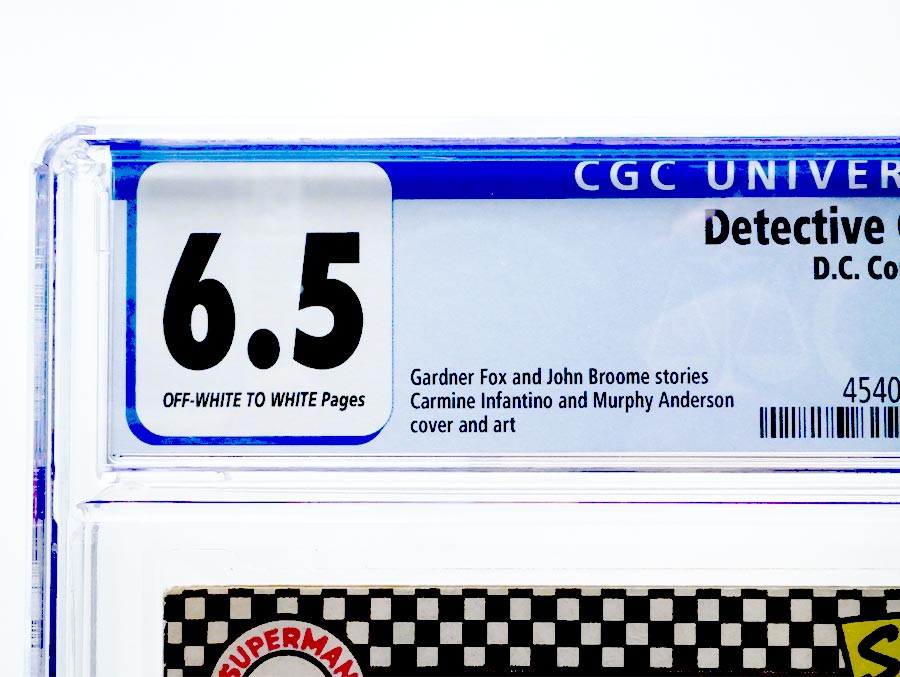 CGC UNIVER
Detective
D.C. Co
6.5
OFF-WHITE TO WHITE Pages
Gardner Fox and John Broome stories
Carmine Infantino and Murphy Anderson
cover and art
4540
SUPERMAN
S